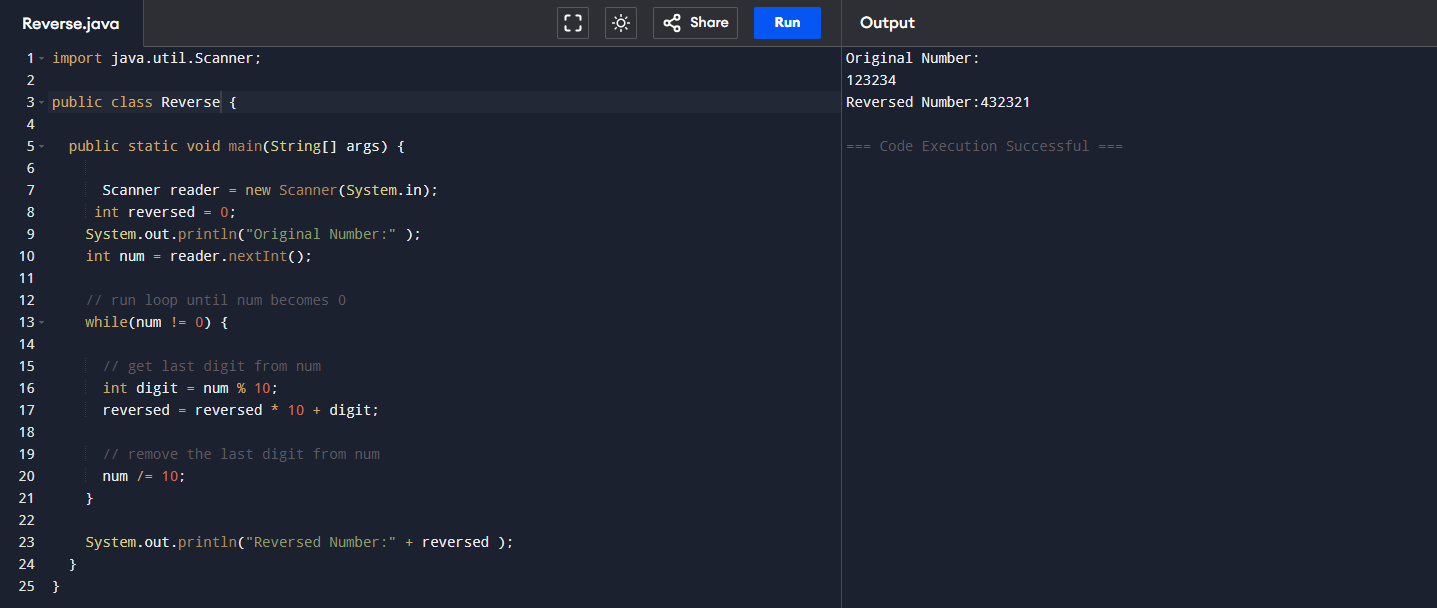 Reverse.java
Share
Run
Output
1 import java.util.Scanner;
2
3 public class Reverse {
4
5 public static void main(String[] args) {
6
7 Scanner reader = new Scanner(System.in);
8 int reversed = 0;
9 System.out.println("Original Number:" );
10 int num = reader.nextInt();
11
12 // run loop until num becomes 0
13 while(num != 0) {
14
15 // get last digit from num
16 int digit = num % 10;
17 reversed = reversed * 10 + digit;
18
19 // remove the last digit from num
20 num /= 10;
21 }
22
23 System.out.println("Reversed Number:" + reversed );
24 }
25 }
Original Number:
123234
Reversed Number:432321
=== Code Execution Successful ===